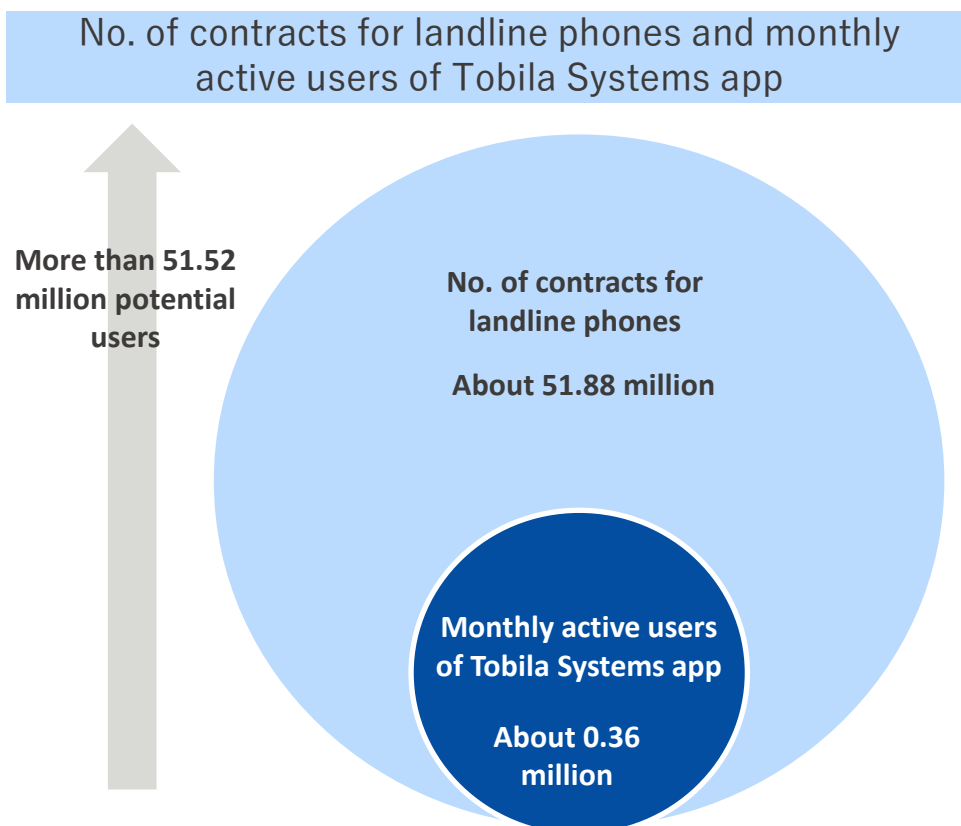 No. of contracts for landline phones and monthly
active users of Tobila Systems app
More than 51.52
million potential
users
No. of contracts for
landline phones
About 51.88 million
Monthly active users
of Tobila Systems app
About 0.36
million